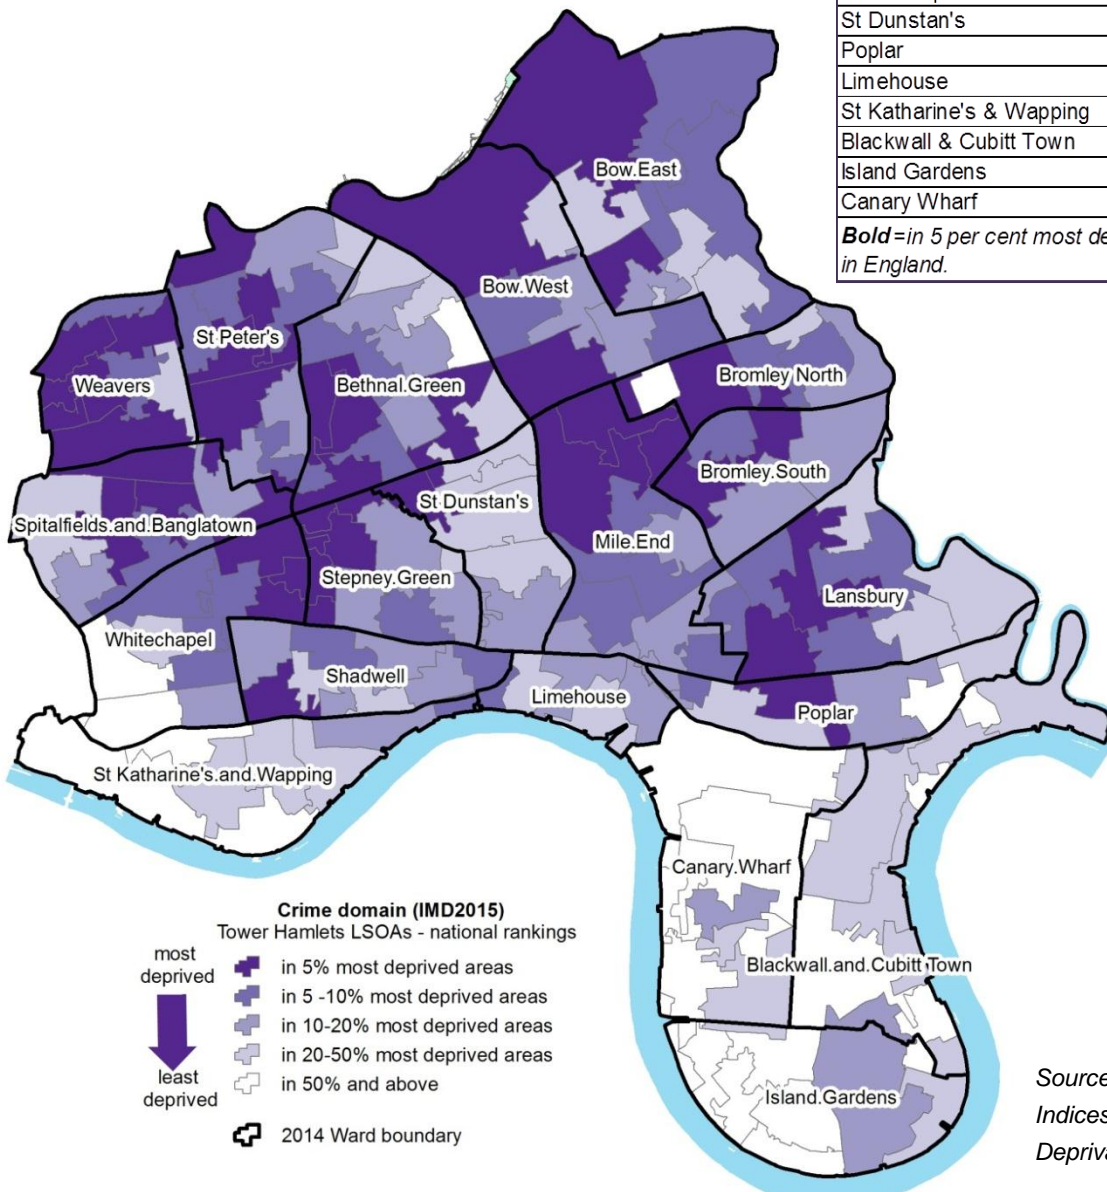 St Dunstan's
Poplar
Limehouse
St Katharine's & Wapping
Blackwall & Cubitt Town
Island Gardens
Canary Wharf
Bold=in 5 per cent most de
in England.
Bow.East
Bow.West
St Peter's
Weavers
Bethnal.Green
Bromley North
Bromley.South
St Dunstan's
Spitalfields.and.Banglatown
Mile.End
Stepney.Green
Lansbury
Whitechapel
Shadwell
Limehouse
Poplar
St Katharine's.and.Wapping
Canary.Wharf
Blackwall.and.Cubitt Town
Island.Gardens
Crime domain (IMD2015)
Tower Hamlets LSOAs - national rankings
most
deprived
in 5% most deprived areas
in 5 -10% most deprived areas
in 10-20% most deprived areas
in 20-50% most deprived areas
in 50% and above
least
deprived
2014 Ward boundary
Source
Indices
Depriva